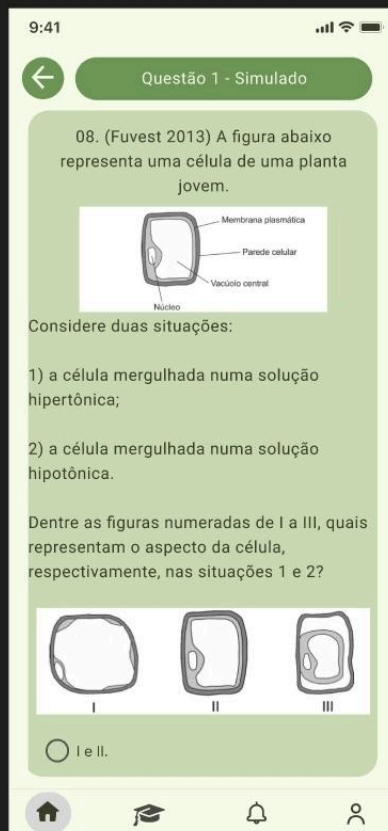 9:41
Questão 1 - Simulado
08. (Fuvest 2013) A figura abaixo
representa uma célula de uma planta
jovem.
Membrana plasmática
Parede celular
Vacúolo central
Núcleo
Considere duas situações:
1) a célula mergulhada numa solução
hipertônica;
2) a célula mergulhada numa solução
hipotônica.
Dentre as figuras numeradas de I a III, quais
representam o aspecto da célula,
respectivamente, nas situações 1 e 2?
I
II
III
I e II.